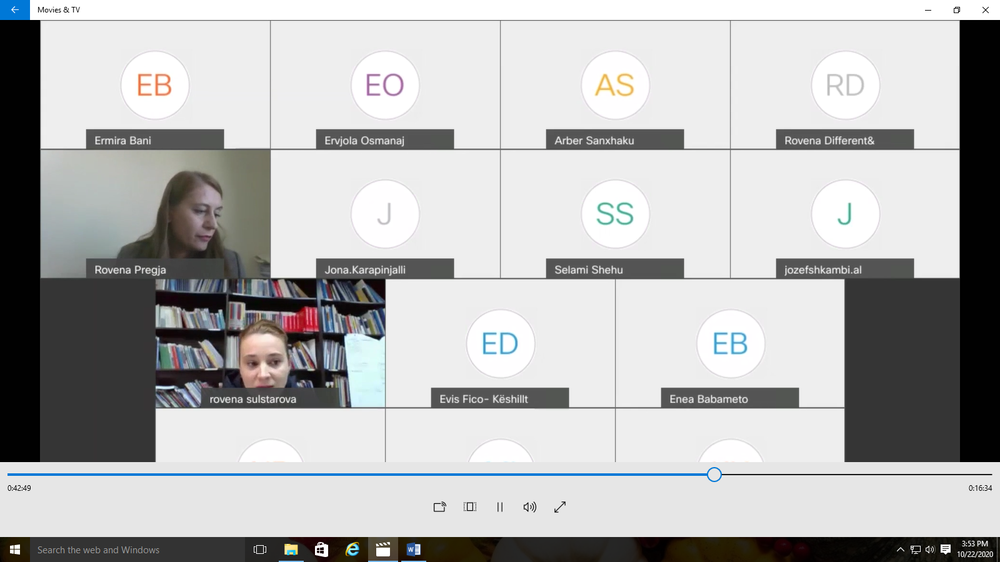 Movies & TV
EB
EO
AS
RD
Ermira Bani
Ervjola Osmanaj
Arber Sanxhaku
Rovena Different&
J
SS
J
Rovena Pregja
Jona.Karapinjalli
Selami Shehu
jozefshkambi.al
ED
EB
rovena sulstarova
Evis Fico- Këshillt
Enea Babameto
0:42:49
0:16:34
Search the web and Windows
3:53 PM
10/22/2020